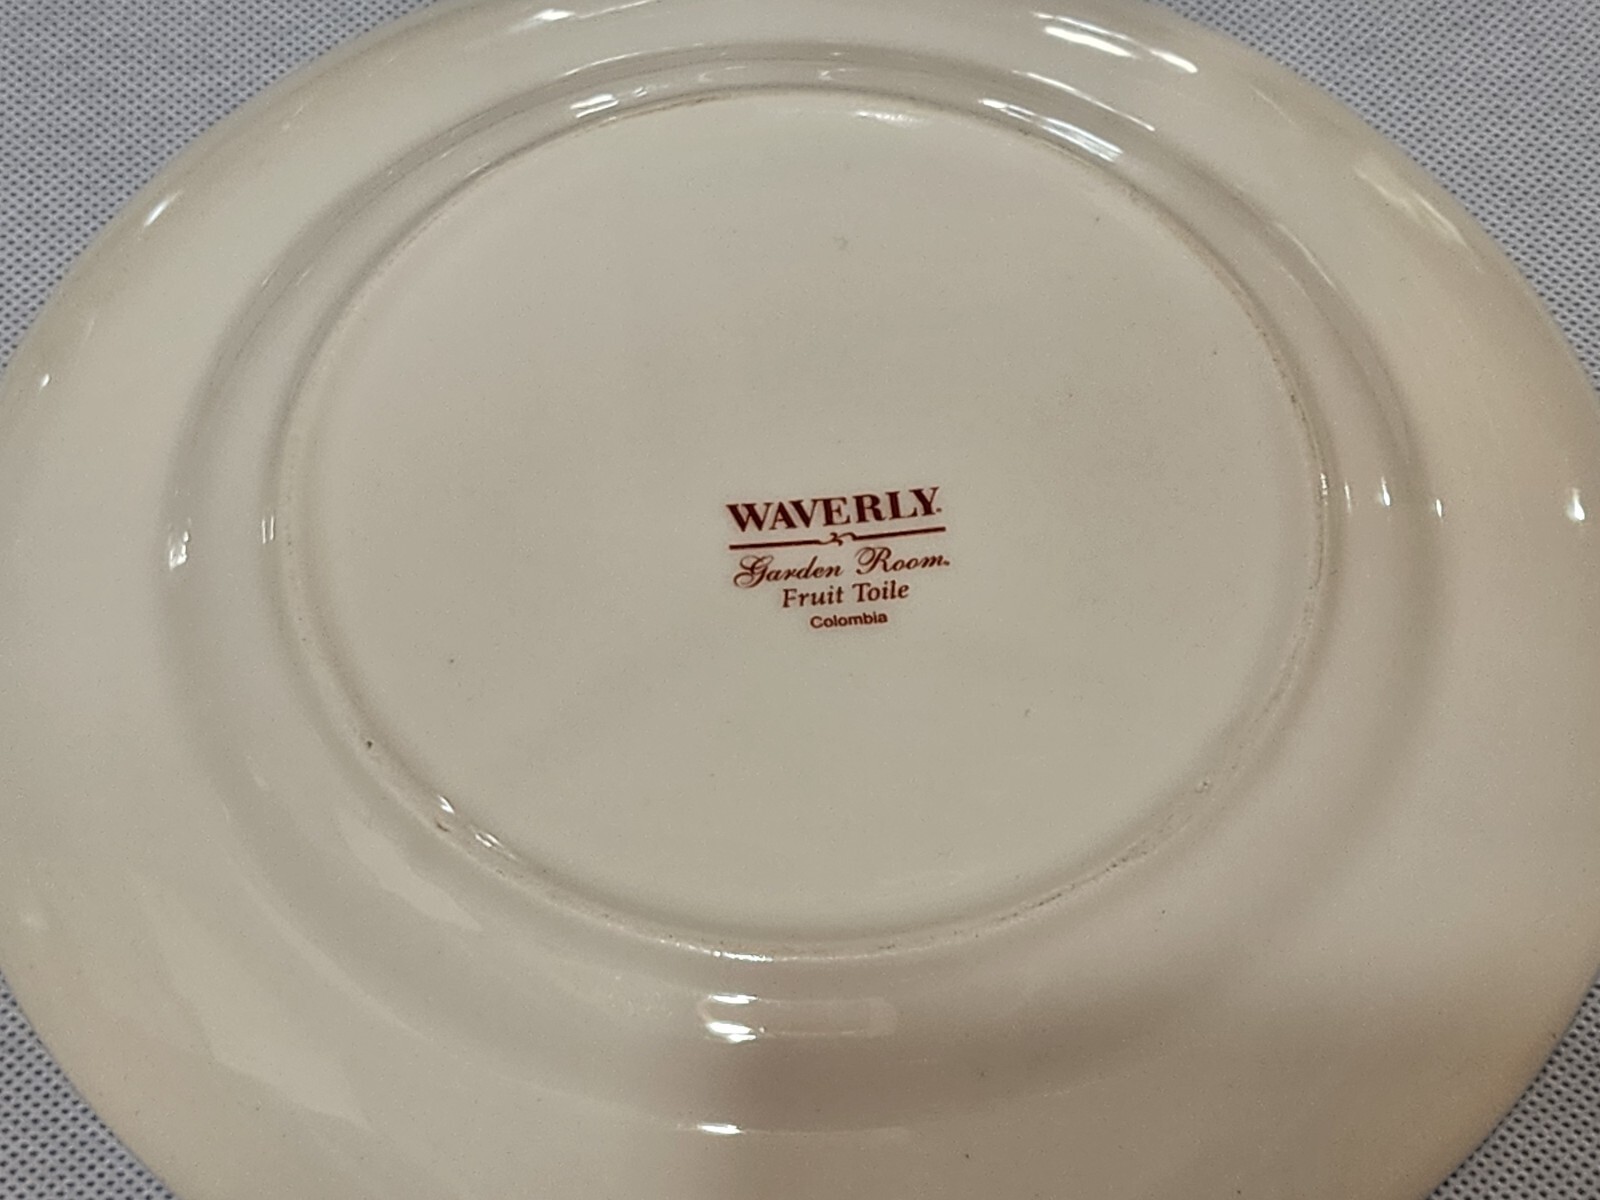 WAVERLY.
Garden Room.
Fruit Toile
Colombia